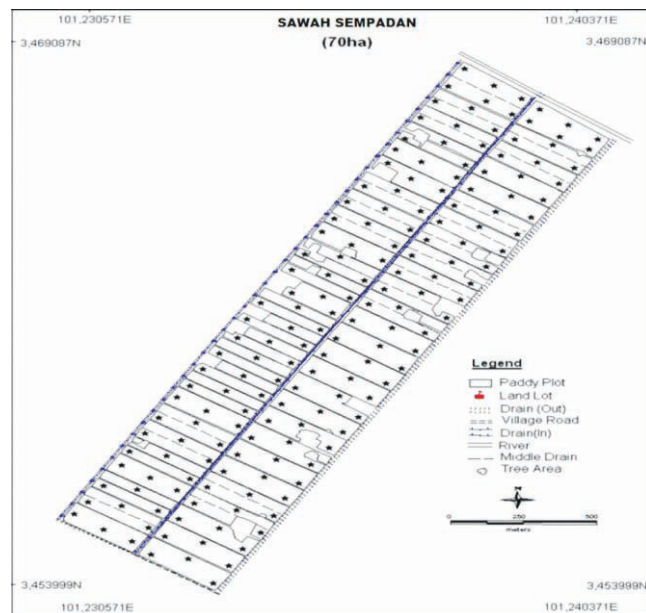 SAWAH SEMPADAN
(70ha)
101,230571E
101,240371E
3,469087N
3,469087N
Legend
Paddy Plot
Land Lot
Drain (Out)
Village Road
Drain(In)
River
Middle Drain
Tree Area
N
0 250 500
meters
3,453999N
3,453999N
101,230571E
101,240371E